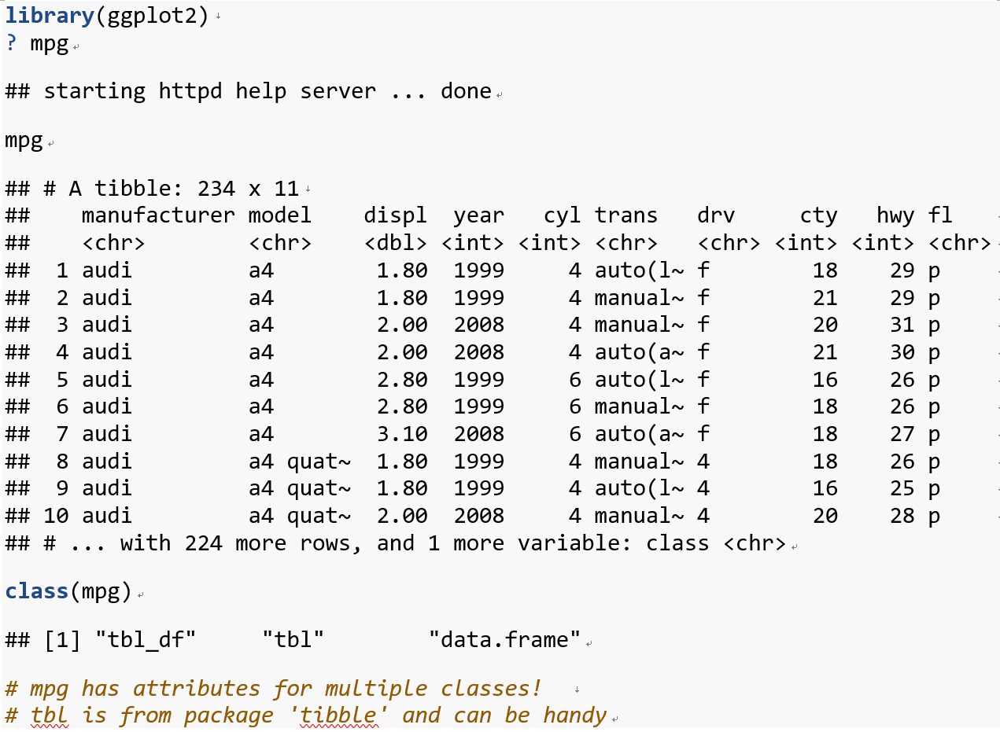 library(ggplot2)
? mpg
## starting httpd help server ... done
mpg
## # A tibble: 234 x 11
##    manufacturer model    displ  year   cyl trans   drv     cty   hwy fl
##    <chr>        <chr>    <dbl> <int> <int> <chr>   <chr> <int> <int> <chr>
##  1 audi         a4          1.80  1999     4 auto(l~ f        18    29 p
##  2 audi         a4          1.80  1999     4 manual~ f        21    29 p
##  3 audi         a4          2.00  2008     4 manual~ f        20    31 p
##  4 audi         a4          2.00  2008     4 auto(a~ f        21    30 p
##  5 audi         a4          2.80  1999     6 auto(l~ f        16    26 p
##  6 audi         a4          2.80  1999     6 manual~ f        18    26 p
##  7 audi         a4          3.10  2008     6 auto(a~ f        18    27 p
##  8 audi         a4 quat~  1.80  1999     4 manual~ 4        18    26 p
##  9 audi         a4 quat~  1.80  1999     4 auto(l~ 4        16    25 p
## 10 audi         a4 quat~  2.00  2008     4 manual~ 4        20    28 p
## # ... with 224 more rows, and 1 more variable: class <chr>
class(mpg)
## [1] "tbl_df"     "tbl"        "data.frame"
# mpg has attributes for multiple classes!
# tbl is from package 'tibble' and can be handy